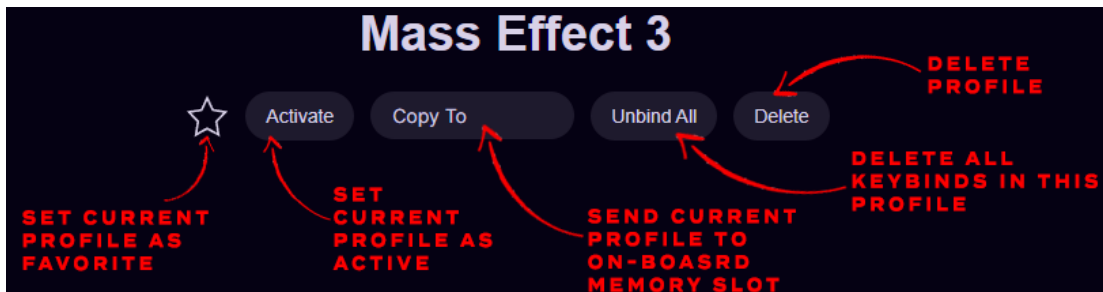 Mass Effect 3
DELETE
PROFILE
Activate
Copy To
Unbind All
Delete
DELETE ALL
KEYBINDS IN THIS
PROFILE
SET CURRENT
PROFILE AS
FAVORITE
SET
CURRENT
PROFILE AS
ACTIVE
SEND CURRENT
PROFILE TO
ON-BOASRD
MEMORY SLOT